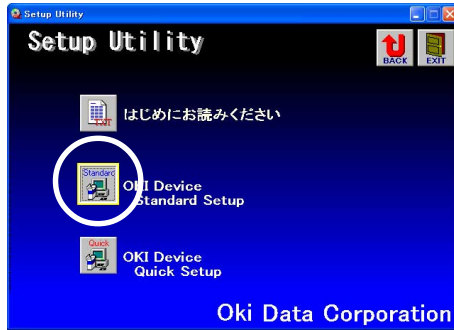 Setup Utility
Setup Utility
BACK
EXIT
TXT
はじめにお読みください
Standard
OKI Device
Standard Setup
Quick
OKI Device
Quick Setup
Oki Data Corporation